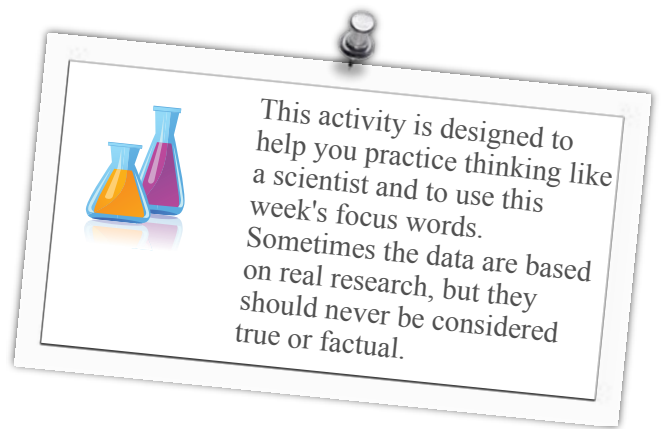 This activity is designed to
help you practice thinking like
a scientist and to use this
week's focus words.
Sometimes the data are based
on real research, but they
should never be considered
true or factual.